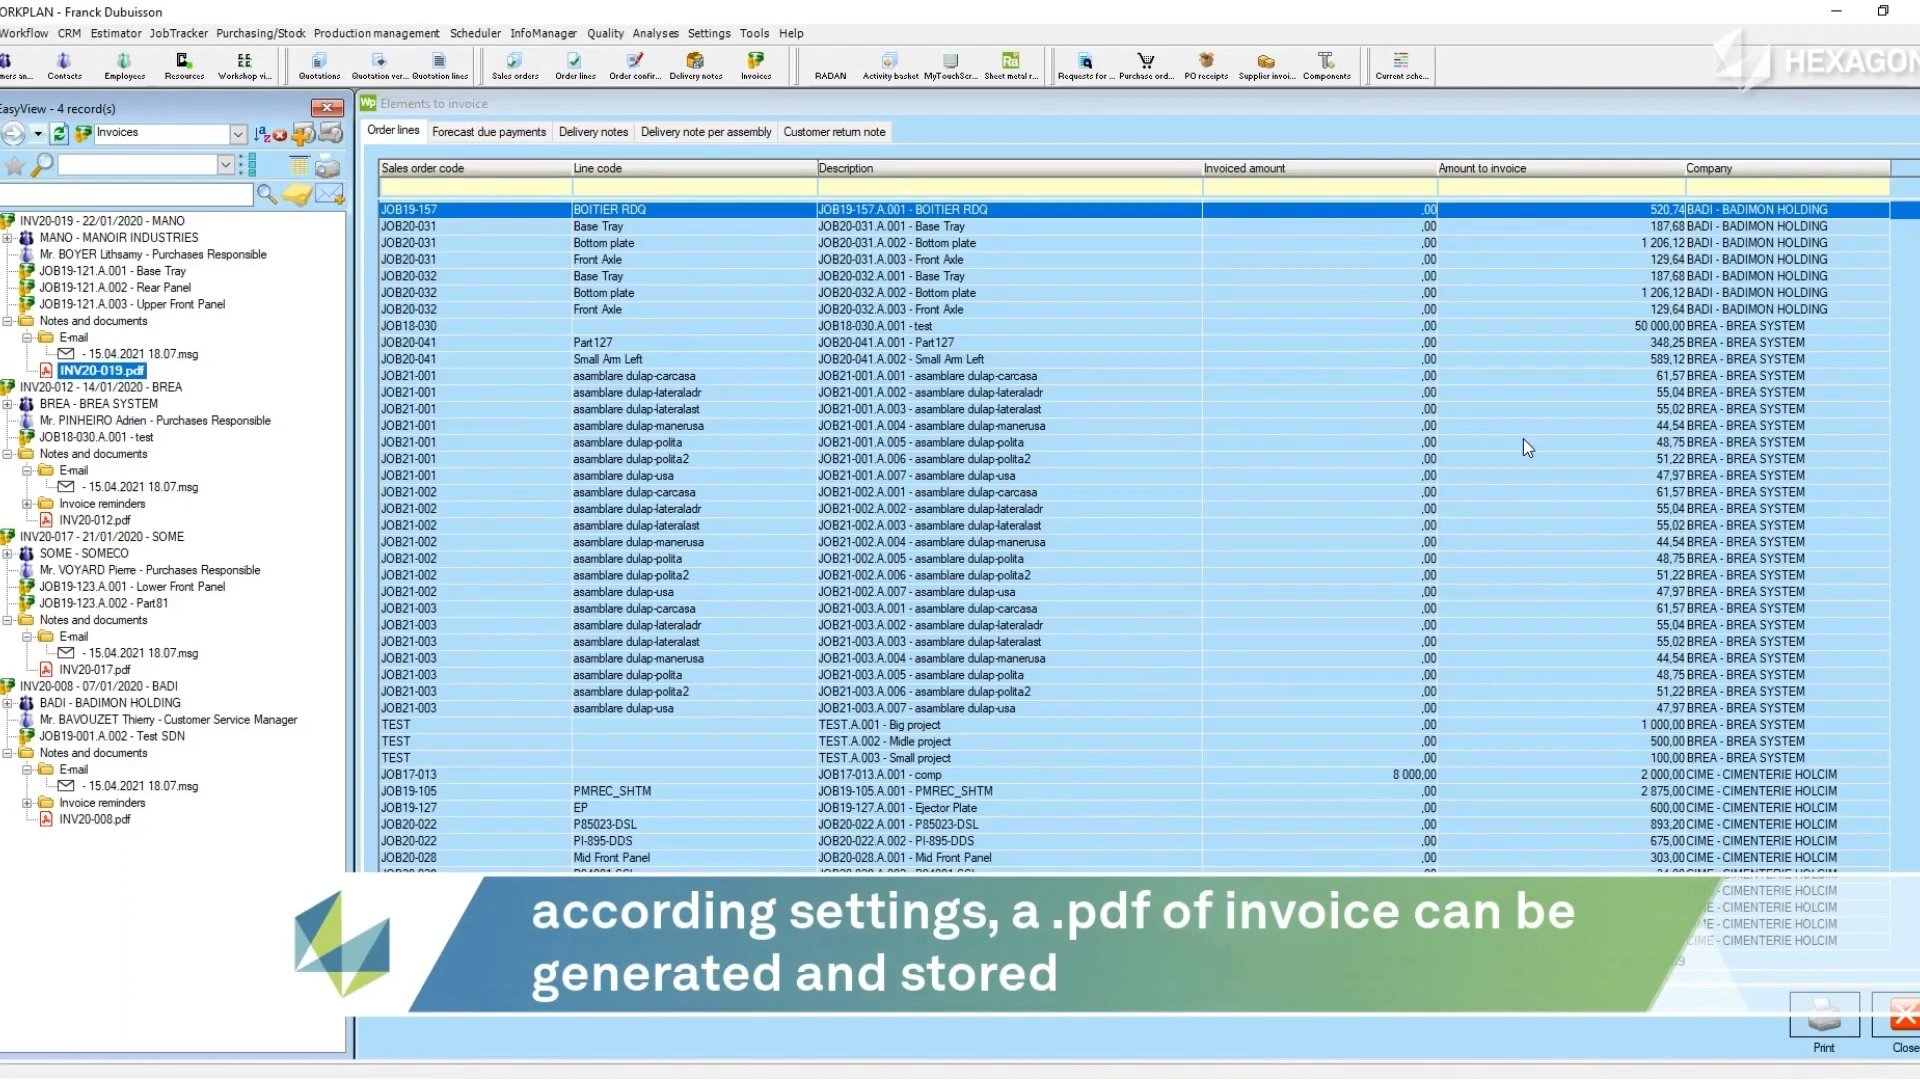 ORKPLAN - Franck Dubuisson
Workflow CRM Estimator JobTracker Purchasing/Stock Production management Scheduler InfoManager Quality Analyses Settings Tools Help
HEXAGON
mers an... Contacts Employees Resources Workshop vi... Quotations Quotation ver... Quotation lines Sales orders Order lines Order confir... Delivery notes Invoices RADAN Activity basket MyTouchScr... Sheet metal r... Requests for ... Purchase ord... PO receipts Supplier invoi... Components Current sche...
EasyView - 4 record(s)
Invoices
INV20-019 - 22/01/2020 - MANO
MANO - MANOIR INDUSTRIES
Mr. BOYER Lithsamy - Purchases Responsible
JOB19-121.A.001 - Base Tray
JOB19-121.A.002 - Rear Panel
JOB19-121.A.003 - Upper Front Panel
Notes and documents
E-mail
- 15.04.2021 18.07.msg
INV20-019.pdf
INV20-012 - 14/01/2020 - BREA
BREA - BREA SYSTEM
Mr. PINHEIRO Adrien - Purchases Responsible
JOB18-030.A.001 - test
Notes and documents
E-mail
- 15.04.2021 18.07.msg
Invoice reminders
INV20-012.pdf
INV20-017 - 21/01/2020 - SOME
SOME - SOMECO
Mr. VOYARD Pierre - Purchases Responsible
JOB19-123.A.001 - Lower Front Panel
JOB19-123.A.002 - Part81
Notes and documents
E-mail
- 15.04.2021 18.07.msg
INV20-017.pdf
INV20-008 - 07/01/2020 - BADI
BADI - BADIMON HOLDING
Mr. BAVOUZET Thierry - Customer Service Manager
JOB19-001.A.002 - Test SDN
Notes and documents
E-mail
- 15.04.2021 18.07.msg
Invoice reminders
INV20-008.pdf
Wp Elements to invoice
Order lines Forecast due payments Delivery notes Delivery note per assembly Customer return note
Sales order code Line code Description Invoiced amount Amount to invoice Company
JOB19-157 BOITIER RDQ JOB19-157.A.001 - BOITIER RDQ ,00 520,74 BADI - BADIMON HOLDING
JOB20-031 Base Tray JOB20-031.A.001 - Base Tray ,00 187,68 BADI - BADIMON HOLDING
JOB20-031 Bottom plate JOB20-031.A.002 - Bottom plate ,00 1 206,12 BADI - BADIMON HOLDING
JOB20-031 Front Axle JOB20-031.A.003 - Front Axle ,00 129,64 BADI - BADIMON HOLDING
JOB20-032 Base Tray JOB20-032.A.001 - Base Tray ,00 187,68 BADI - BADIMON HOLDING
JOB20-032 Bottom plate JOB20-032.A.002 - Bottom plate ,00 1 206,12 BADI - BADIMON HOLDING
JOB20-032 Front Axle JOB20-032.A.003 - Front Axle ,00 129,64 BADI - BADIMON HOLDING
JOB18-030 JOB18-030.A.001 - test ,00 50 000,00 BREA - BREA SYSTEM
JOB20-041 Part127 JOB20-041.A.001 - Part127 ,00 348,25 BREA - BREA SYSTEM
JOB20-041 Small Arm Left JOB20-041.A.002 - Small Arm Left ,00 589,12 BREA - BREA SYSTEM
JOB21-001 asamblare dulap-carcasa JOB21-001.A.001 - asamblare dulap-carcasa ,00 61,57 BREA - BREA SYSTEM
JOB21-001 asamblare dulap-lateraladr JOB21-001.A.002 - asamblare dulap-lateraladr ,00 55,04 BREA - BREA SYSTEM
JOB21-001 asamblare dulap-lateralast JOB21-001.A.003 - asamblare dulap-lateralast ,00 55,02 BREA - BREA SYSTEM
JOB21-001 asamblare dulap-manerusa JOB21-001.A.004 - asamblare dulap-manerusa ,00 44,54 BREA - BREA SYSTEM
JOB21-001 asamblare dulap-polita JOB21-001.A.005 - asamblare dulap-polita ,00 48,75 BREA - BREA SYSTEM
JOB21-001 asamblare dulap-polita2 JOB21-001.A.006 - asamblare dulap-polita2 ,00 51,22 BREA - BREA SYSTEM
JOB21-001 asamblare dulap-usa JOB21-001.A.007 - asamblare dulap-usa ,00 47,97 BREA - BREA SYSTEM
JOB21-002 asamblare dulap-carcasa JOB21-002.A.001 - asamblare dulap-carcasa ,00 61,57 BREA - BREA SYSTEM
JOB21-002 asamblare dulap-lateraladr JOB21-002.A.002 - asamblare dulap-lateraladr ,00 55,04 BREA - BREA SYSTEM
JOB21-002 asamblare dulap-lateralast JOB21-002.A.003 - asamblare dulap-lateralast ,00 55,02 BREA - BREA SYSTEM
JOB21-002 asamblare dulap-manerusa JOB21-002.A.004 - asamblare dulap-manerusa ,00 44,54 BREA - BREA SYSTEM
JOB21-002 asamblare dulap-polita JOB21-002.A.005 - asamblare dulap-polita ,00 48,75 BREA - BREA SYSTEM
JOB21-002 asamblare dulap-polita2 JOB21-002.A.006 - asamblare dulap-polita2 ,00 51,22 BREA - BREA SYSTEM
JOB21-002 asamblare dulap-usa JOB21-002.A.007 - asamblare dulap-usa ,00 47,97 BREA - BREA SYSTEM
JOB21-003 asamblare dulap-carcasa JOB21-003.A.001 - asamblare dulap-carcasa ,00 61,57 BREA - BREA SYSTEM
JOB21-003 asamblare dulap-lateraladr JOB21-003.A.002 - asamblare dulap-lateraladr ,00 55,04 BREA - BREA SYSTEM
JOB21-003 asamblare dulap-lateralast JOB21-003.A.003 - asamblare dulap-lateralast ,00 55,02 BREA - BREA SYSTEM
JOB21-003 asamblare dulap-manerusa JOB21-003.A.004 - asamblare dulap-manerusa ,00 44,54 BREA - BREA SYSTEM
JOB21-003 asamblare dulap-polita JOB21-003.A.005 - asamblare dulap-polita ,00 48,75 BREA - BREA SYSTEM
JOB21-003 asamblare dulap-polita2 JOB21-003.A.006 - asamblare dulap-polita2 ,00 51,22 BREA - BREA SYSTEM
JOB21-003 asamblare dulap-usa JOB21-003.A.007 - asamblare dulap-usa ,00 47,97 BREA - BREA SYSTEM
TEST TEST.A.001 - Big project ,00 1 000,00 BREA - BREA SYSTEM
TEST TEST.A.002 - Midle project ,00 500,00 BREA - BREA SYSTEM
TEST TEST.A.003 - Small project ,00 100,00 BREA - BREA SYSTEM
JOB17-013 JOB17-013.A.001 - comp 8 000,00 2 000,00 CIME - CIMENTERIE HOLCIM
JOB19-105 PMREC_SHTM JOB19-105.A.001 - PMREC_SHTM ,00 2 875,00 CIME - CIMENTERIE HOLCIM
JOB19-127 EP JOB19-127.A.001 - Ejector Plate ,00 600,00 CIME - CIMENTERIE HOLCIM
JOB20-022 P85023-DSL JOB20-022.A.001 - P85023-DSL ,00 893,20 CIME - CIMENTERIE HOLCIM
JOB20-022 PI-895-DDS JOB20-022.A.002 - PI-895-DDS ,00 675,00 CIME - CIMENTERIE HOLCIM
JOB20-028 Mid Front Panel JOB20-028.A.001 - Mid Front Panel ,00 303,00 CIME - CIMENTERIE HOLCIM
CIMENTERIE HOLCIM
ME - CIMENTERIE HOLCIM
ME - CIMENTERIE HOLCIM
IME - CIMENTERIE HOLCIM
according settings, a .pdf of invoice can be
generated and stored
Print Close